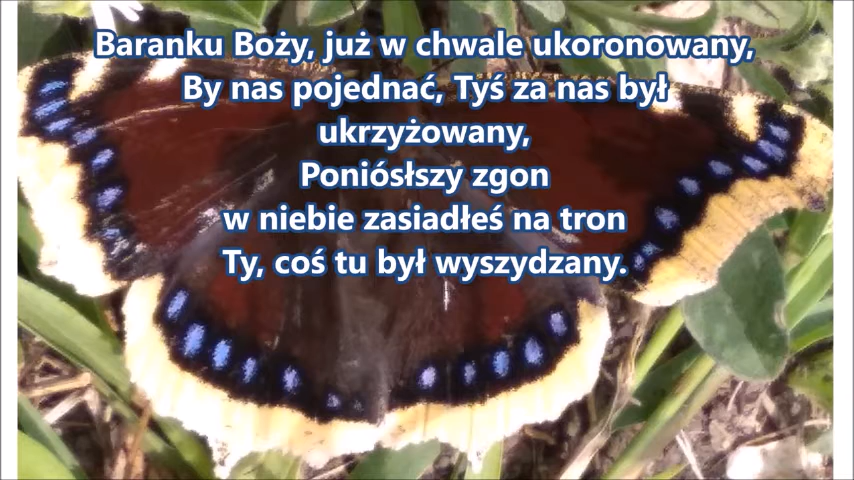 Baranku Boży, już w chwale ukoronowany,
By nas pojednać, Tyś za nas był
ukrzyżowany,
Poniósłszy zgon
w niebie zasiadłeś na tron
Ty, coś tu był wyszydzany.